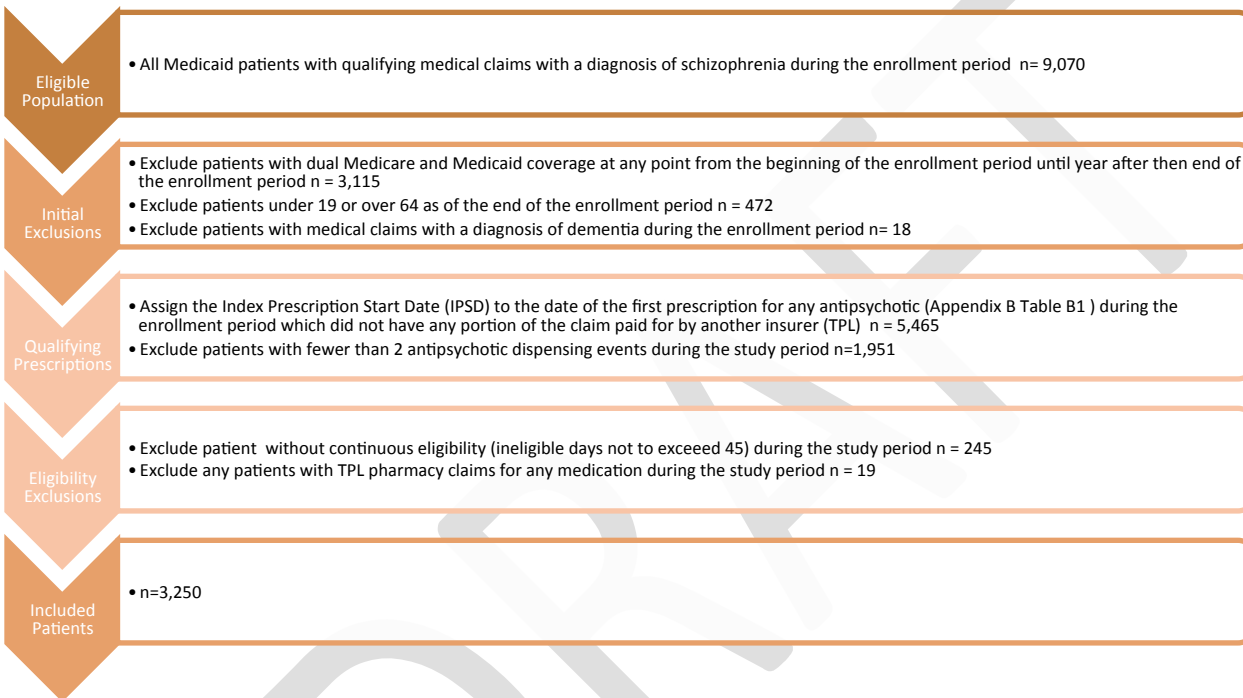 Eligible
Population
• All Medicaid patients with qualifying medical claims with a diagnosis of schizophrenia during the enrollment period n= 9,070
Initial
Exclusions
• Exclude patients with dual Medicare and Medicaid coverage at any point from the beginning of the enrollment period until year after then end of
the enrollment period n = 3,115
• Exclude patients under 19 or over 64 as of the end of the enrollment period n = 472
• Exclude patients with medical claims with a diagnosis of dementia during the enrollment period n= 18
Qualifying
Prescriptions
• Assign the Index Prescription Start Date (IPSD) to the date of the first prescription for any antipsychotic (Appendix B Table B1 ) during the
enrollment period which did not have any portion of the claim paid for by another insurer (TPL) n = 5,465
• Exclude patients with fewer than 2 antipsychotic dispensing events during the study period n=1,951
Eligibility
Exclusions
• Exclude patient without continuous eligibility (ineligible days not to exceeed 45) during the study period n = 245
• Exclude any patients with TPL pharmacy claims for any medication during the study period n = 19
Included
Patients
• n=3,250
DRAFT